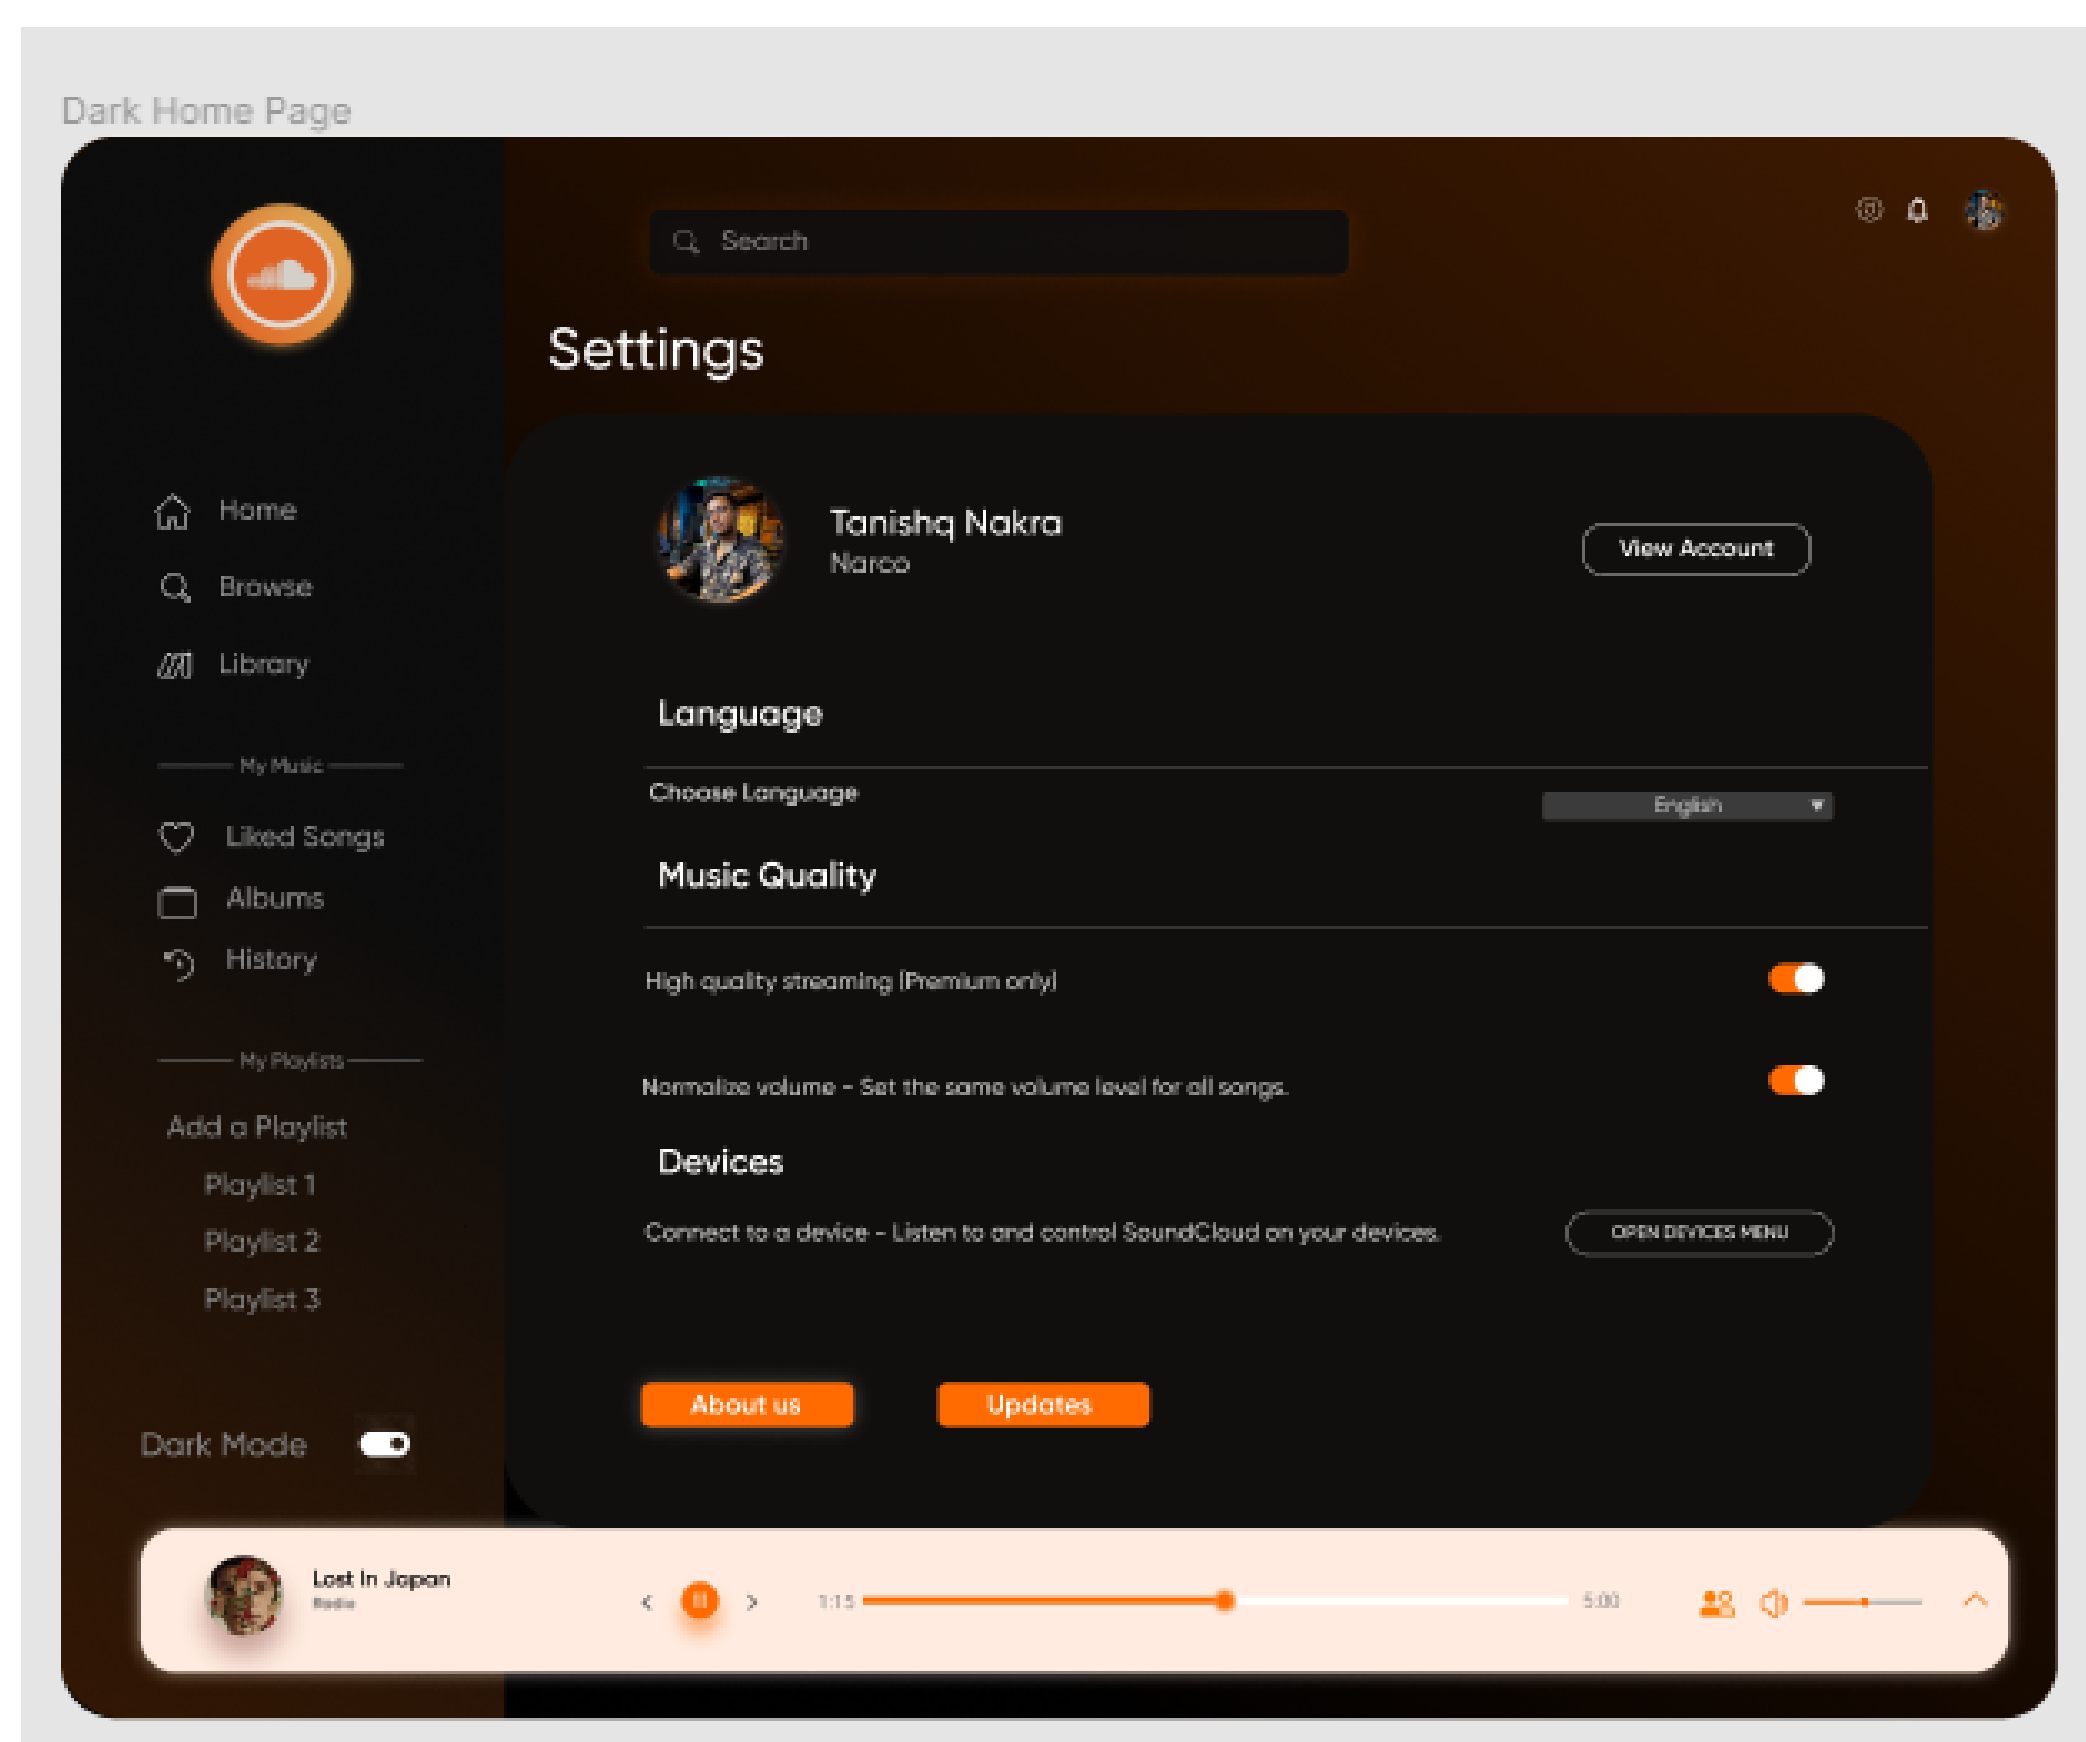 Dark Home Page
Search
Settings
Home
Browse
Library
My Music
Liked Songs
Albums
History
My Playlists
Add a Playlist
Playlist 1
Playlist 2
Playlist 3
Dark Mode
Tanishq Nakra
Narco
View Account
Language
Choose Language
English
Music Quality
High quality streaming (Premium only)
Normalize volume - Set the same volume level for all songs.
Devices
Connect to a device - Listen to and control SoundCloud on your devices.
OPEN DEVICES MENU
About us
Updates
Lost In Japan
Radio
1:15
5:00